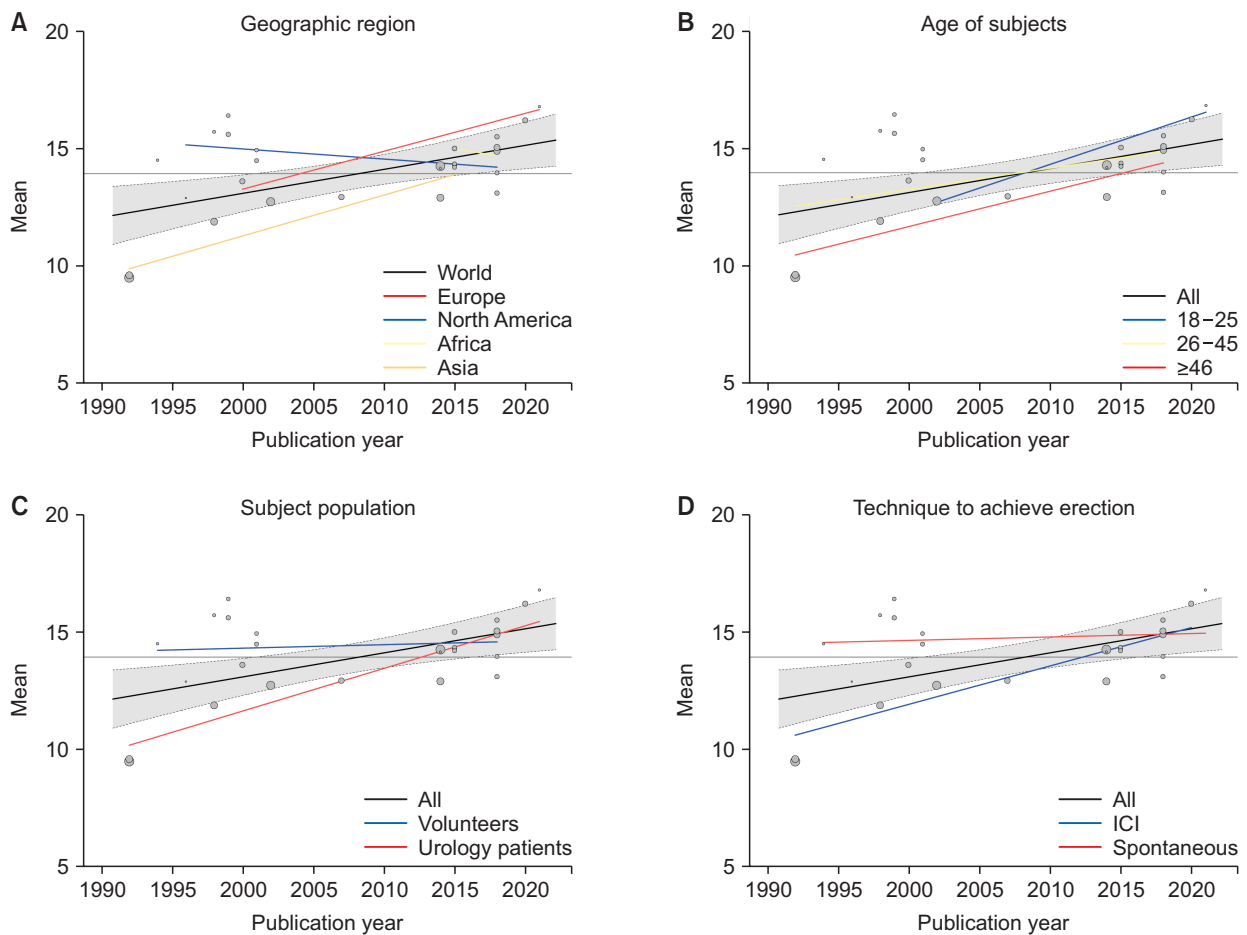 A
Geographic region
20
15
10
5
Mean
World
Europe
North America
Africa
Asia
1990 1995 2000 2005 2010 2015 2020
Publication year
B
Age of subjects
20
15
10
5
Mean
All
18–25
26–45
≥46
1990 1995 2000 2005 2010 2015 2020
Publication year
C
Subject population
20
15
10
5
Mean
All
Volunteers
Urology patients
1990 1995 2000 2005 2010 2015 2020
Publication year
D
Technique to achieve erection
20
15
10
5
Mean
All
ICI
Spontaneous
1990 1995 2000 2005 2010 2015 2020
Publication year